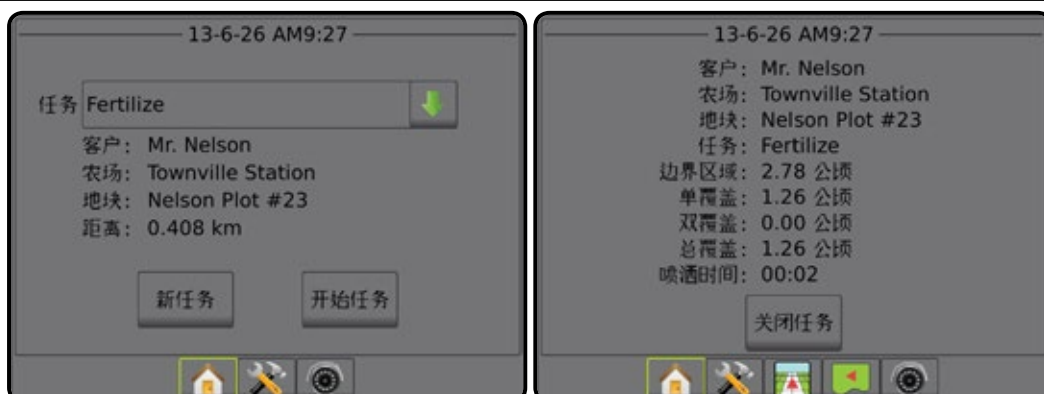 13-6-26 AM9:27
任务 Fertilize
客户: Mr. Nelson
农场: Townville Station
地块: Nelson Plot #23
距离: 0.408 km
新任务
开始任务
13-6-26 AM9:27
客户: Mr. Nelson
农场: Townville Station
地块: Nelson Plot #23
任务: Fertilize
边界区域: 2.78 公顷
单覆盖: 1.26 公顷
双覆盖: 0.00 公顷
总覆盖: 1.26 公顷
喷洒时间: 00:02
关闭任务